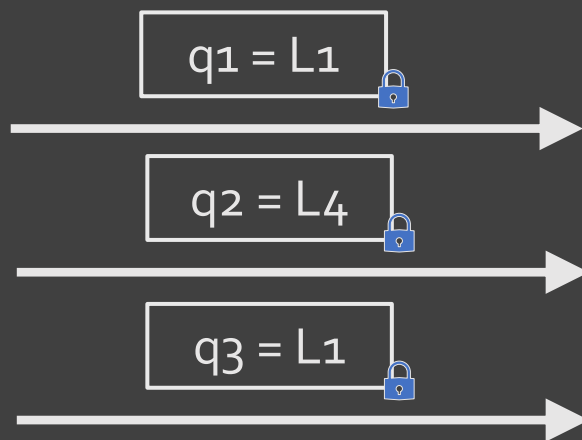 q1 = L1
q2 = L4
q3 = L1